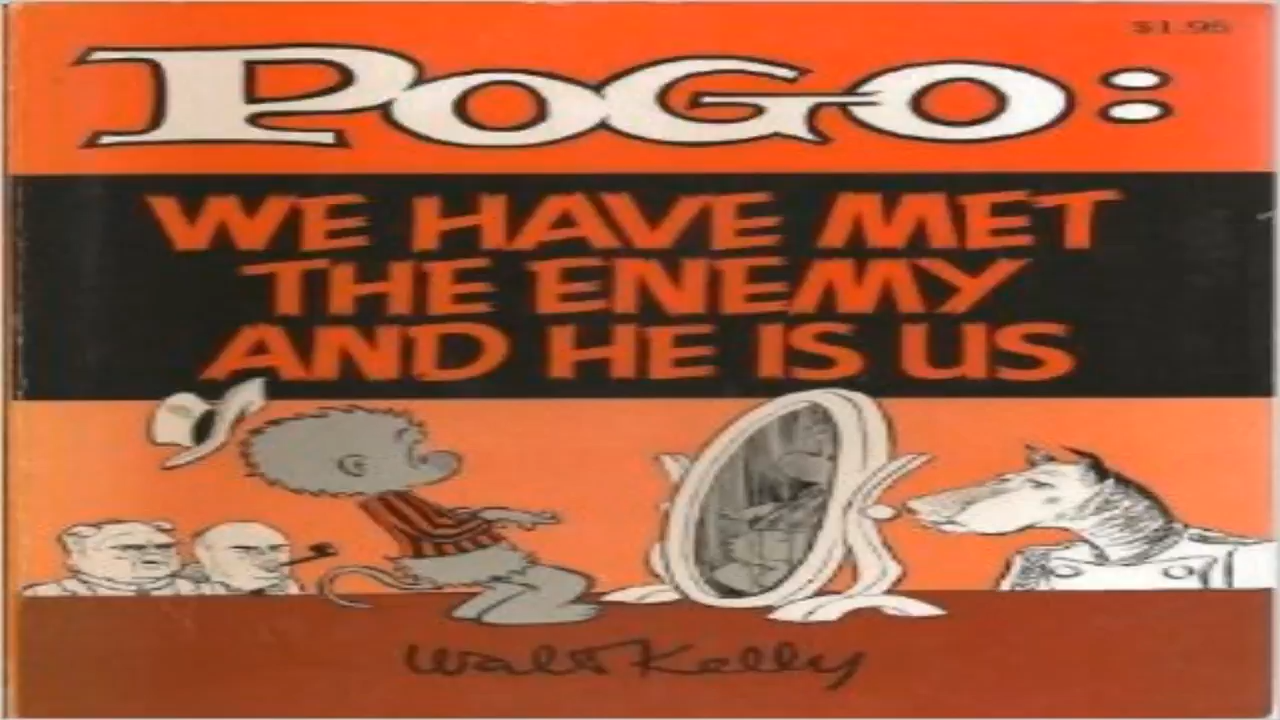 $1.95
POGO:
WE HAVE MET
THE ENEMY
AND HE IS US
Walt Kelly